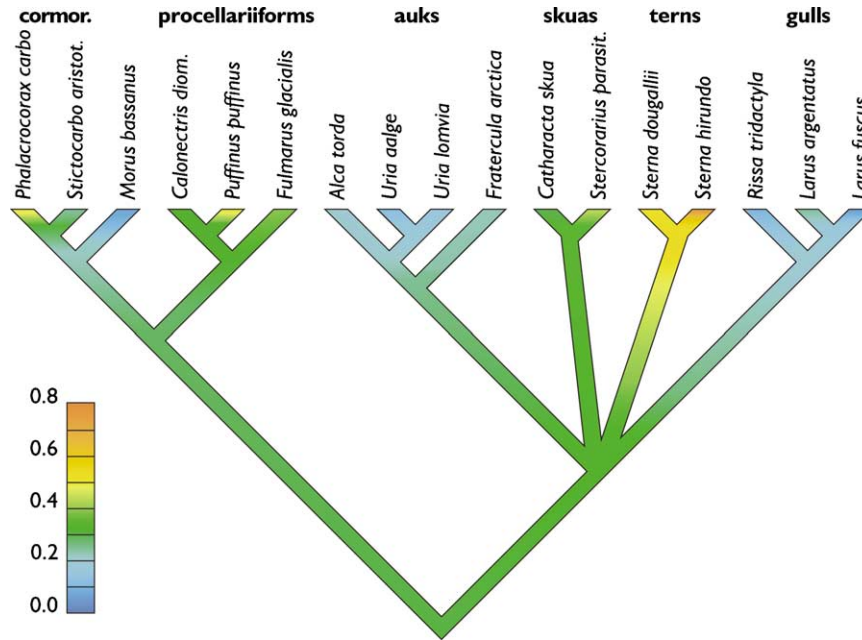 cormor. procellariiforms auks skuas terns gulls
Phalacrocorax carbo
Stictocarbo aristot.
Morus bassanus
Calonectris diom.
Puffinus puffinus
Fulmarus glacialis
Alca torda
Uria aalge
Uria lomvia
Fratercula arctica
Catharacta skua
Stercorarius parasit.
Sterna dougallii
Sterna hirundo
Rissa tridactyla
Larus argentatus
Larus fuscus
0.8
0.6
0.4
0.2
0.0